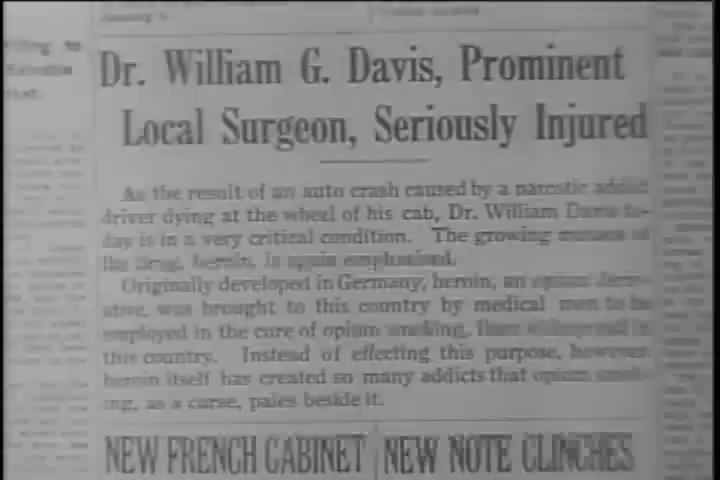 Dr. William G. Davis, Prominent
Local Surgeon, Seriously Injured
As the result of an auto crash caused by a narcotic addict
driver dying at the wheel of his cab, Dr. William Davis to-
day is in a very critical condition. The growing menace of
the drug, heroin, is again emphasized.
Originally developed in Germany, heroin, an opium deriv-
ative, was brought to this country by medical men to be
employed in the cure of opium smoking, then widespread in
this country. Instead of effecting this purpose, however
heroin itself has created so many addicts that opium smok-
ing, as a curse, pales beside it.
NEW FRENCH CABINET
NEW NOTE CLINCHES